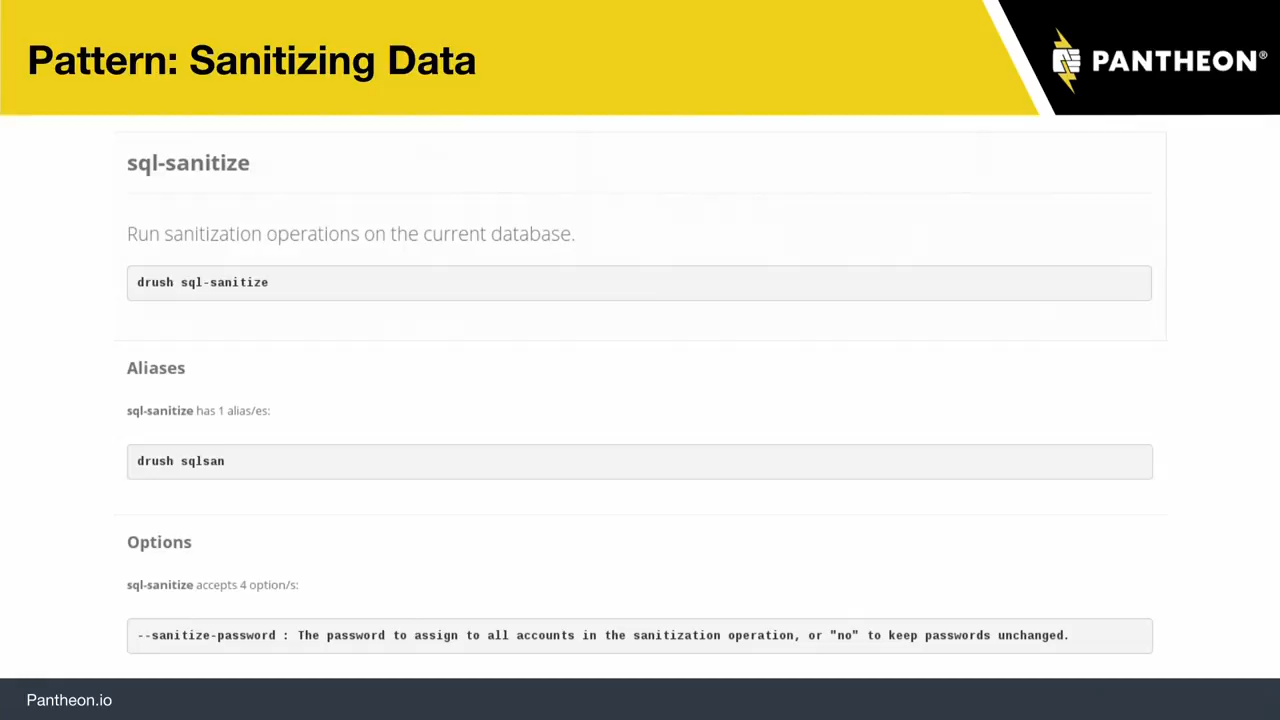 Pattern: Sanitizing Data
PANTHEON®
sql-sanitize
Run sanitization operations on the current database.
drush sql-sanitize
Aliases
sql-sanitize has 1 alias/es:
drush sqlsan
Options
sql-sanitize accepts 4 option/s:
--sanitize-password : The password to assign to all accounts in the sanitization operation, or "no" to keep passwords unchanged.
Pantheon.io